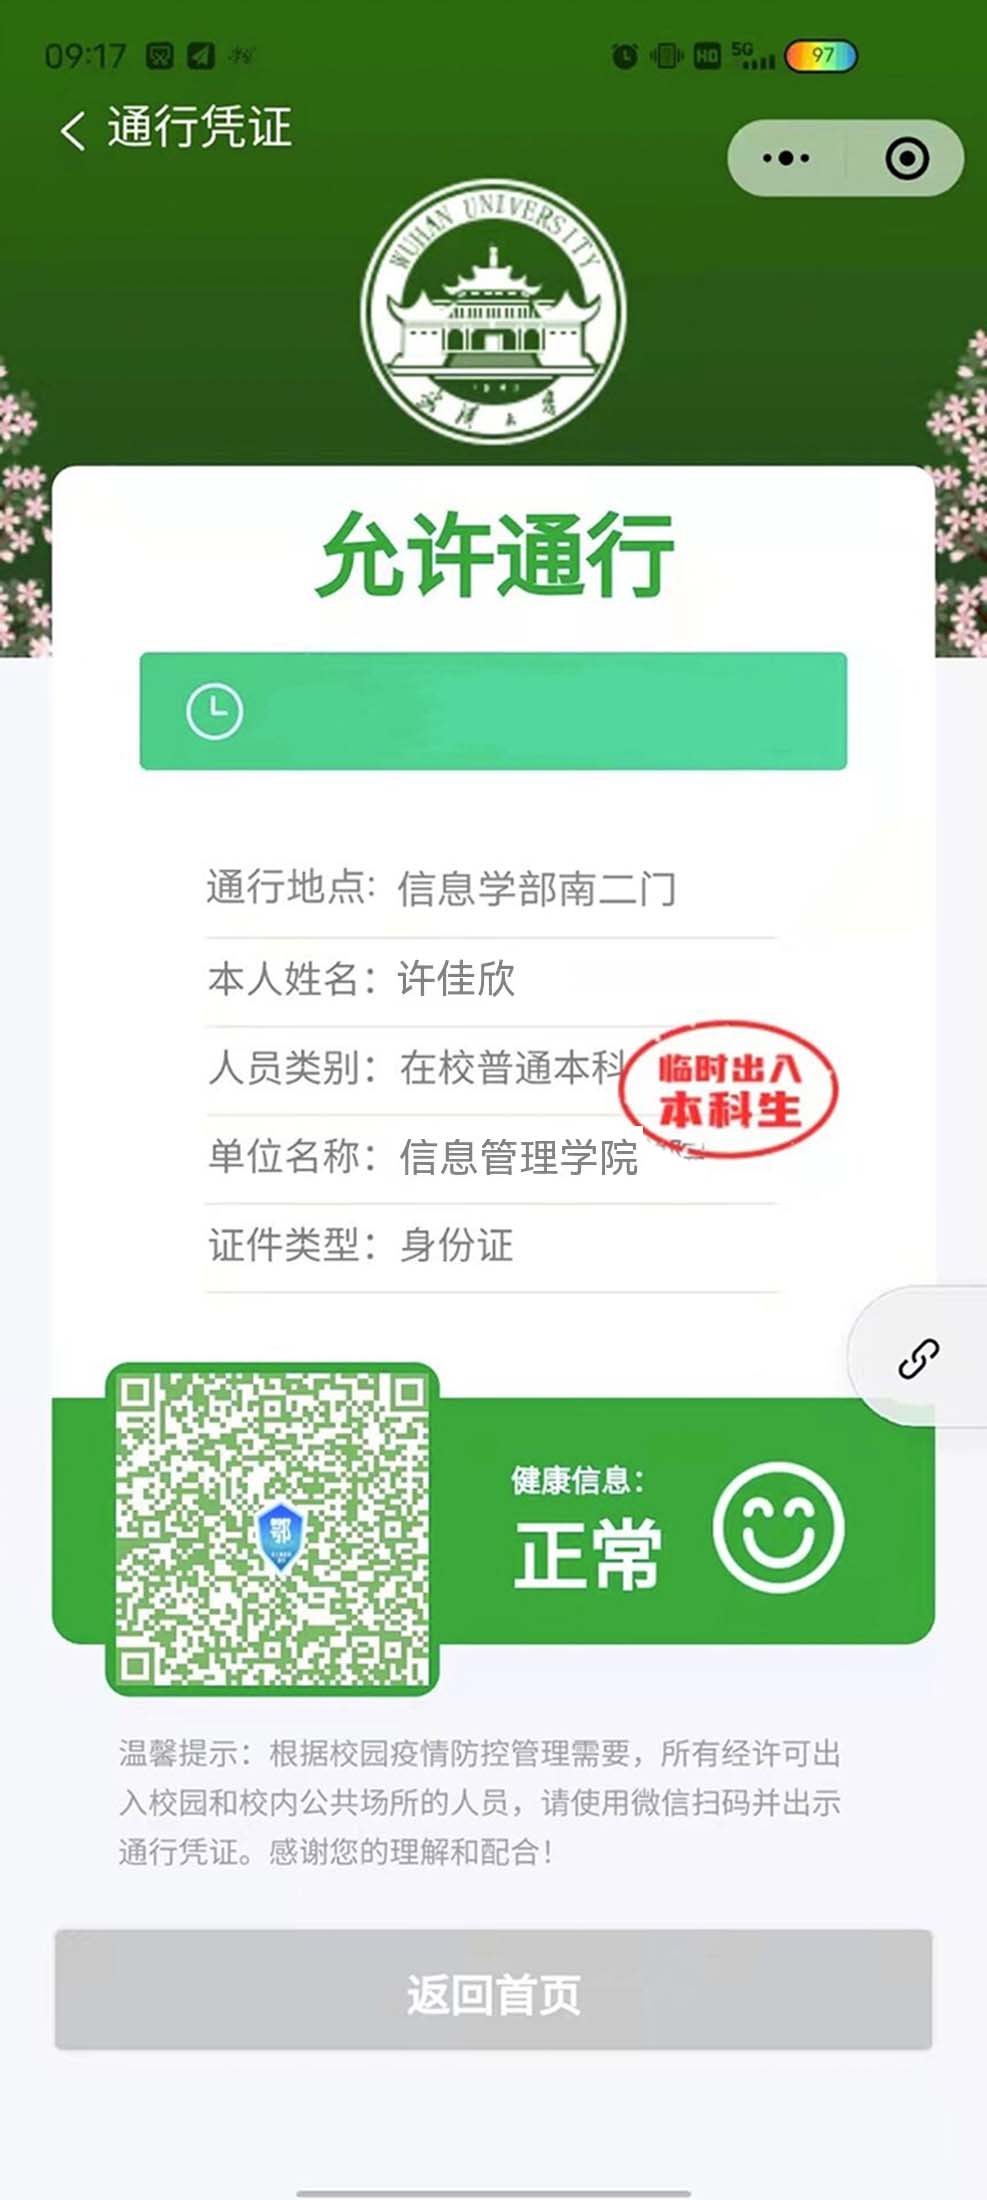 09:17
HD 5G 97
通行凭证
WUHAN UNIVERSITY
武汉大学
允许通行
通行地点: 信息学部南二门
本人姓名: 许佳欣
人员类别: 在校普通本科
临时出入
本科生
单位名称: 信息管理学院
证件类型: 身份证
鄂
健康信息:
正常
温馨提示: 根据校园疫情防控管理需要，所有经许可出
入校园和校内公共场所的人员，请使用微信扫码并出示
通行凭证。感谢您的理解和配合！
返回首页